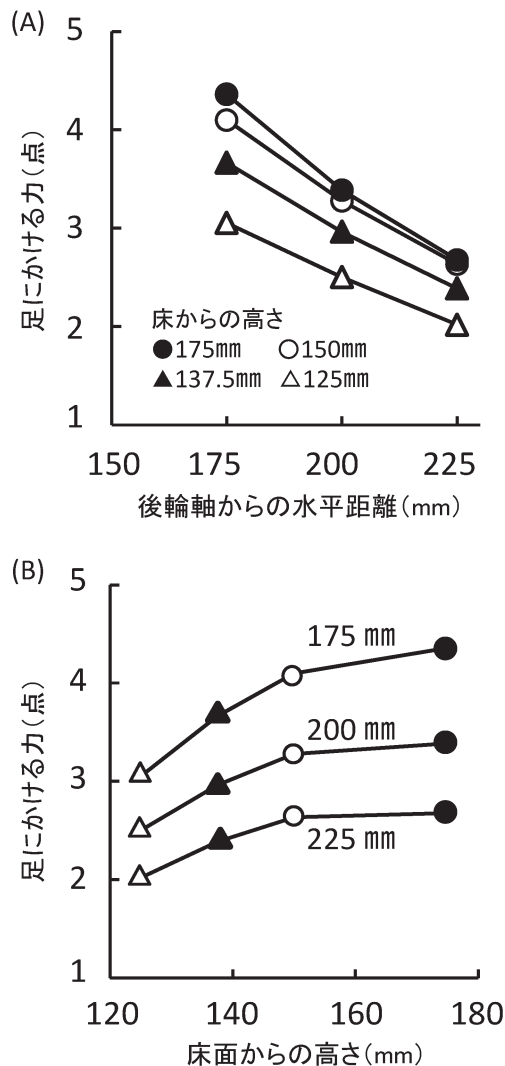 (A)
5
4
3
2
1
足にかける力(点)
床からの高さ
●175㎜ ○150㎜
▲137.5㎜ △125㎜
150 175 200 225
後輪軸からの水平距離(㎜)
(B)
5
4
3
2
1
足にかける力(点)
175 ㎜
200 ㎜
225 ㎜
120 140 160 180
床面からの高さ(㎜)